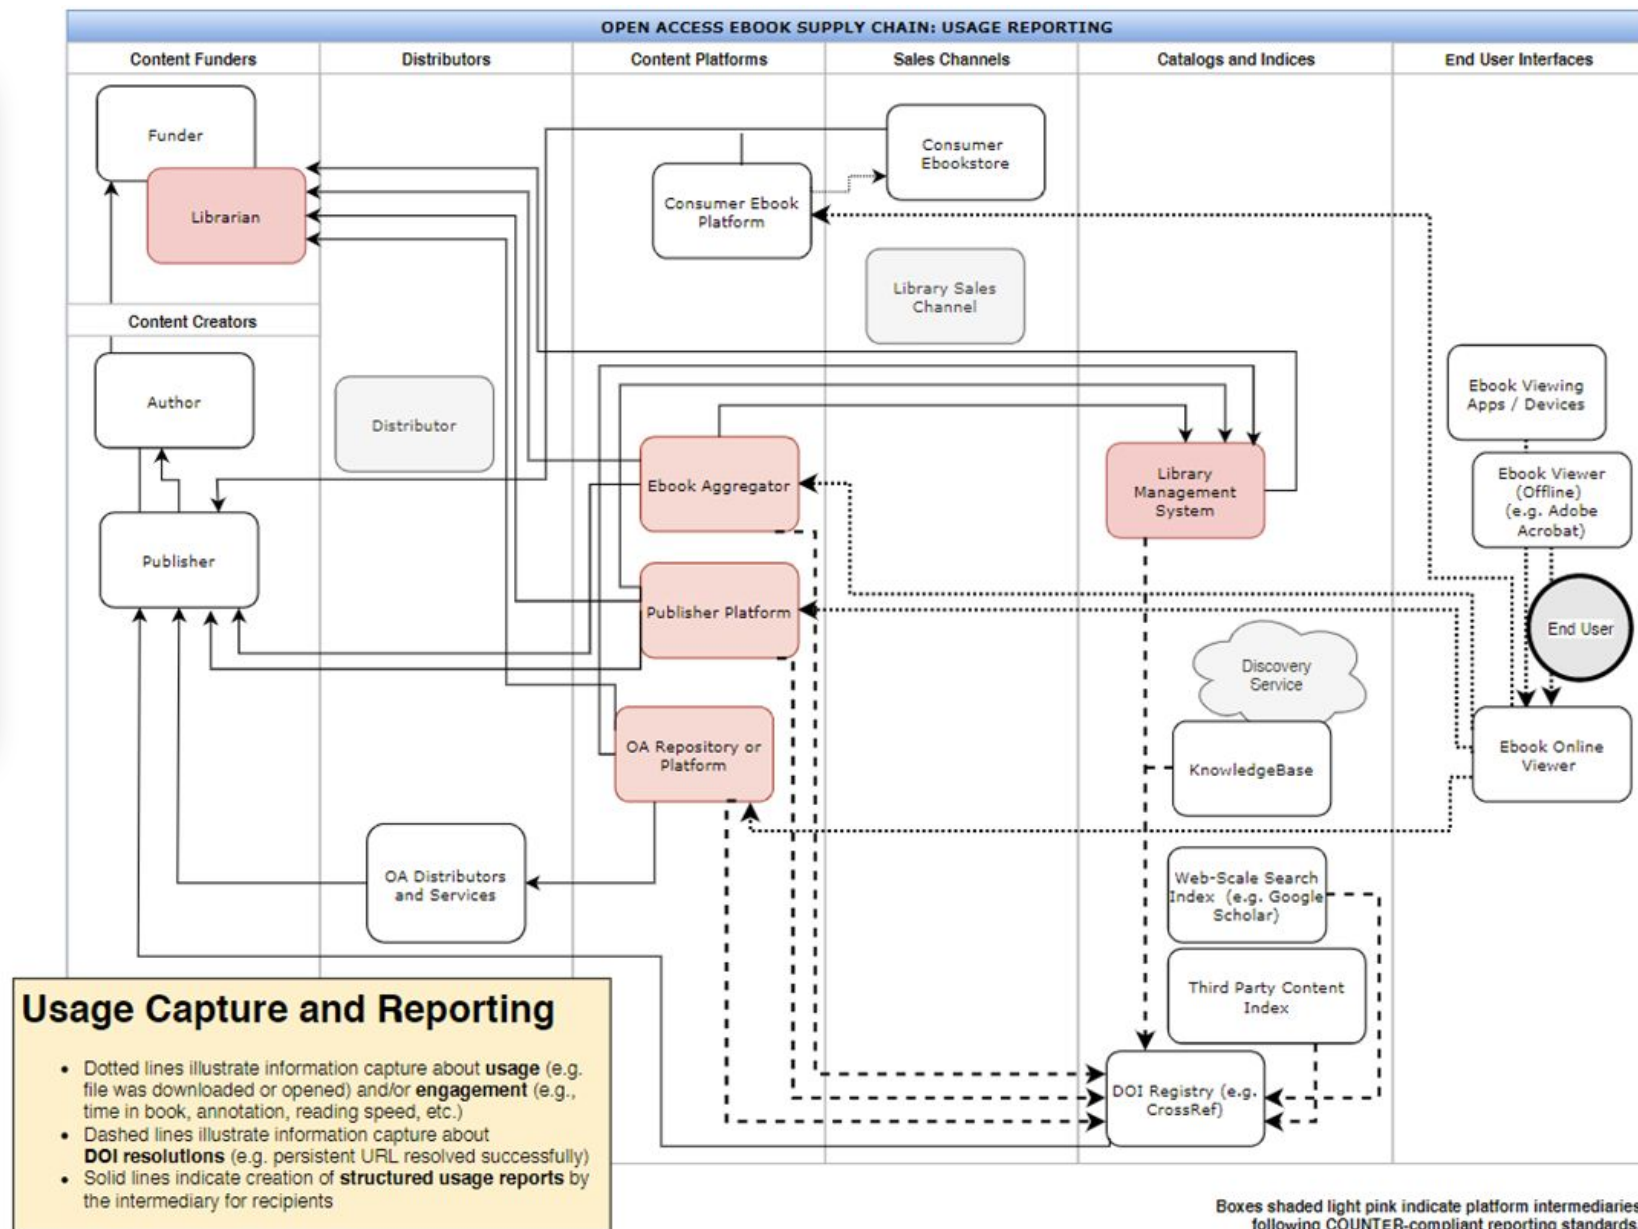 OPEN ACCESS EBOOK SUPPLY CHAIN: USAGE REPORTING
Content Funders
Distributors
Content Platforms
Sales Channels
Catalogs and Indices
End User Interfaces
Funder
Librarian
Consumer Ebook
Platform
Consumer
Ebookstore
Library Sales
Channel
Content Creators
Author
Distributor
Publisher
Ebook Aggregator
Publisher Platform
OA Repository or
Platform
OA Distributors
and Services
Library
Management
System
Discovery
Service
KnowledgeBase
Web-Scale Search
Index (e.g. Google
Scholar)
Third Party Content
Index
DOI Registry (e.g.
CrossRef)
Ebook Viewing
Apps / Devices
Ebook Viewer
(Offline)
(e.g. Adobe
Acrobat)
End User
Ebook Online
Viewer
Usage Capture and Reporting
• Dotted lines illustrate information capture about usage (e.g.
file was downloaded or opened) and/or engagement (e.g.,
time in book, annotation, reading speed, etc.)
• Dashed lines illustrate information capture about
DOI resolutions (e.g. persistent URL resolved successfully)
• Solid lines indicate creation of structured usage reports by
the intermediary for recipients
Boxes shaded light pink indicate platform intermediaries
following COUNTER-compliant reporting standards